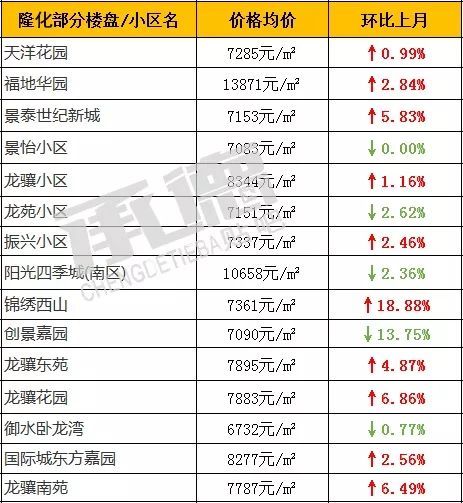 隆化部分楼盘/小区名 价格均价 环比上月
天洋花园 7285元/㎡ ↑0.99%
福地华园 13871元/㎡ ↑2.84%
景泰世纪新城 7153元/㎡ ↑5.83%
景怡小区 7083元/㎡ ↓0.00%
龙骧小区 8344元/㎡ ↑1.16%
龙苑小区 7151元/㎡ ↓2.62%
振兴小区 7337元/㎡ ↑2.46%
阳光四季城(南区) 10658元/㎡ ↓2.36%
锦绣西山 7361元/㎡ ↑18.88%
创景嘉园 7090元/㎡ ↓13.75%
龙骧东苑 7895元/㎡ ↑4.87%
龙骧花园 7883元/㎡ ↑6.86%
御水卧龙湾 6732元/㎡ ↓0.77%
国际城东方嘉园 8277元/㎡ ↑2.56%
龙骧南苑 7787元/㎡ ↑6.49%